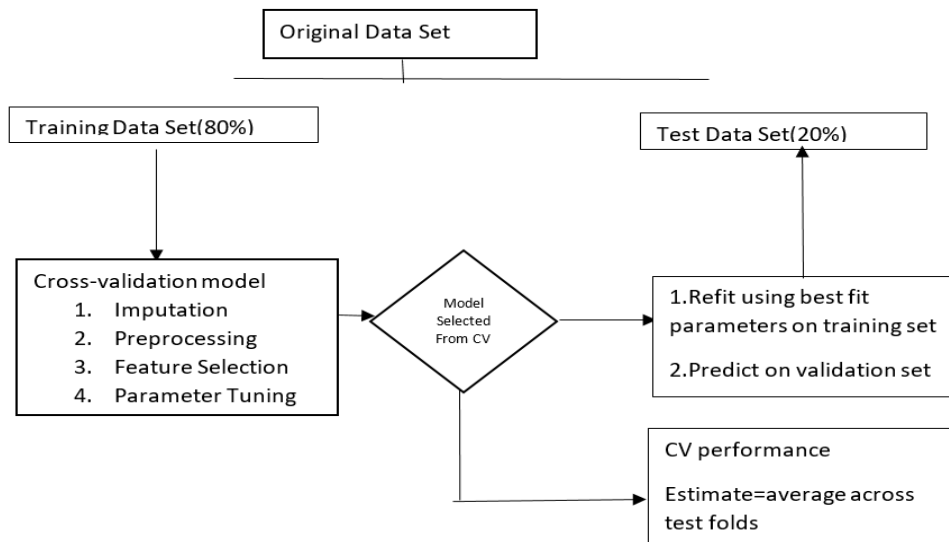 Original Data Set
Training Data Set(80%)
Test Data Set(20%)
Cross-validation model
1. Imputation
2. Preprocessing
3. Feature Selection
4. Parameter Tuning
Model
Selected
From CV
1.Refit using best fit
parameters on training set
2.Predict on validation set
CV performance
Estimate=average across
test folds